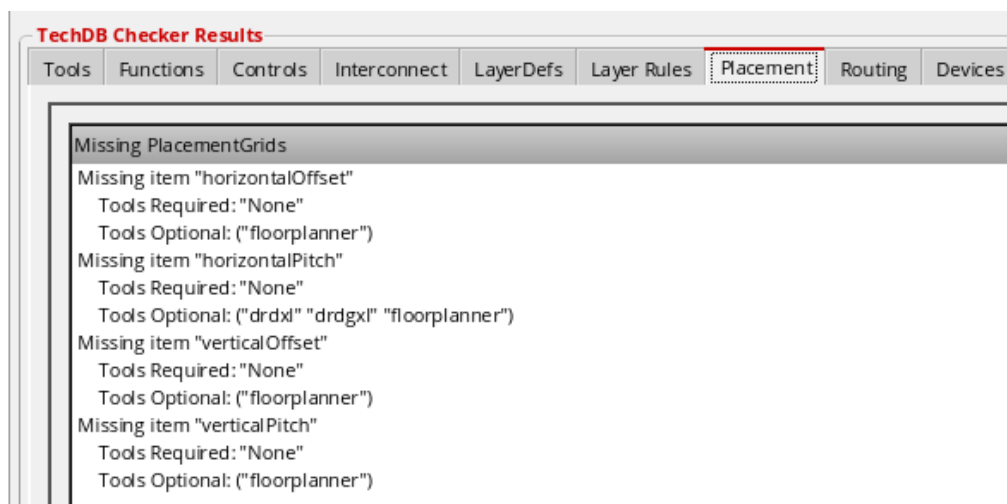 TechDB Checker Results
Tools Functions Controls Interconnect LayerDefs Layer Rules Placement Routing Devices
Missing PlacementGrids
Missing item "horizontalOffset"
Tools Required: "None"
Tools Optional: ("floorplanner")
Missing item "horizontalPitch"
Tools Required: "None"
Tools Optional: ("drdxl" "drdgxl" "floorplanner")
Missing item "verticalOffset"
Tools Required: "None"
Tools Optional: ("floorplanner")
Missing item "verticalPitch"
Tools Required: "None"
Tools Optional: ("floorplanner")